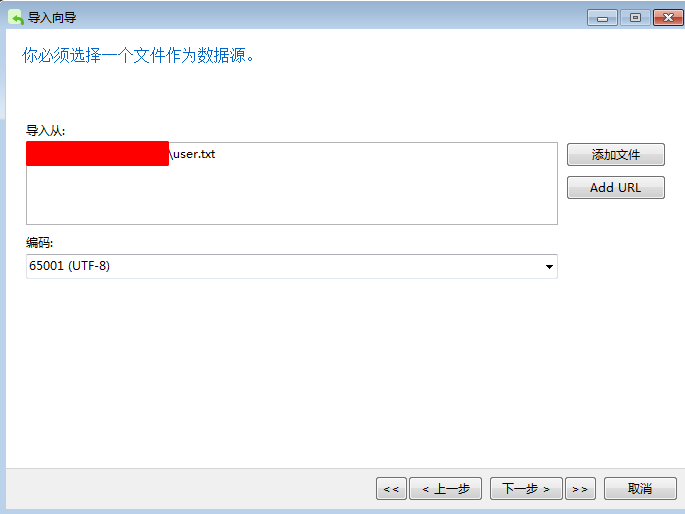 导入向导
你必须选择一个文件作为数据源。
导入从:
\user.txt
添加文件
Add URL
编码:
65001 (UTF-8)
<< < 上一步 下一步 > >> 取消